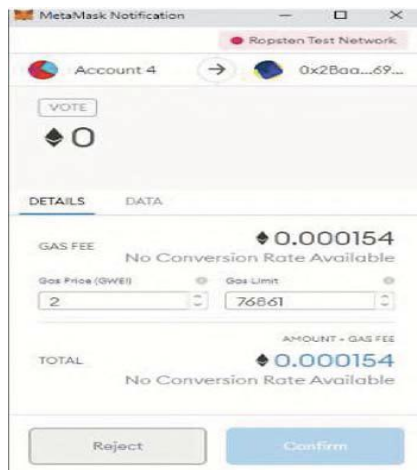 MetaMask Notification
Ropsten Test Network
Account 4
0x2Baa...69...
VOTE
0
DETAILS DATA
GAS FEE
0.000154
No Conversion Rate Available
Gas Price (GWEI) Gas Limit
2 76861
AMOUNT + GAS FEE
TOTAL
0.000154
No Conversion Rate Available
Reject Confirm